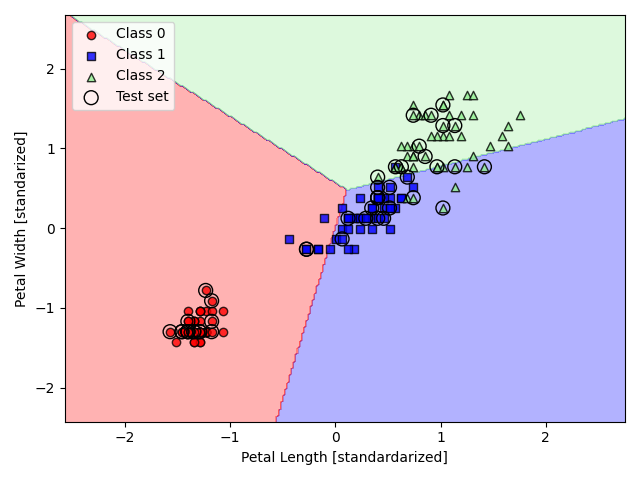 Class 0
Class 1
Class 2
Test set
2
1
0
−1
−2
Petal Width [standarized]
−2
−1
0
1
2
Petal Length [standardarized]